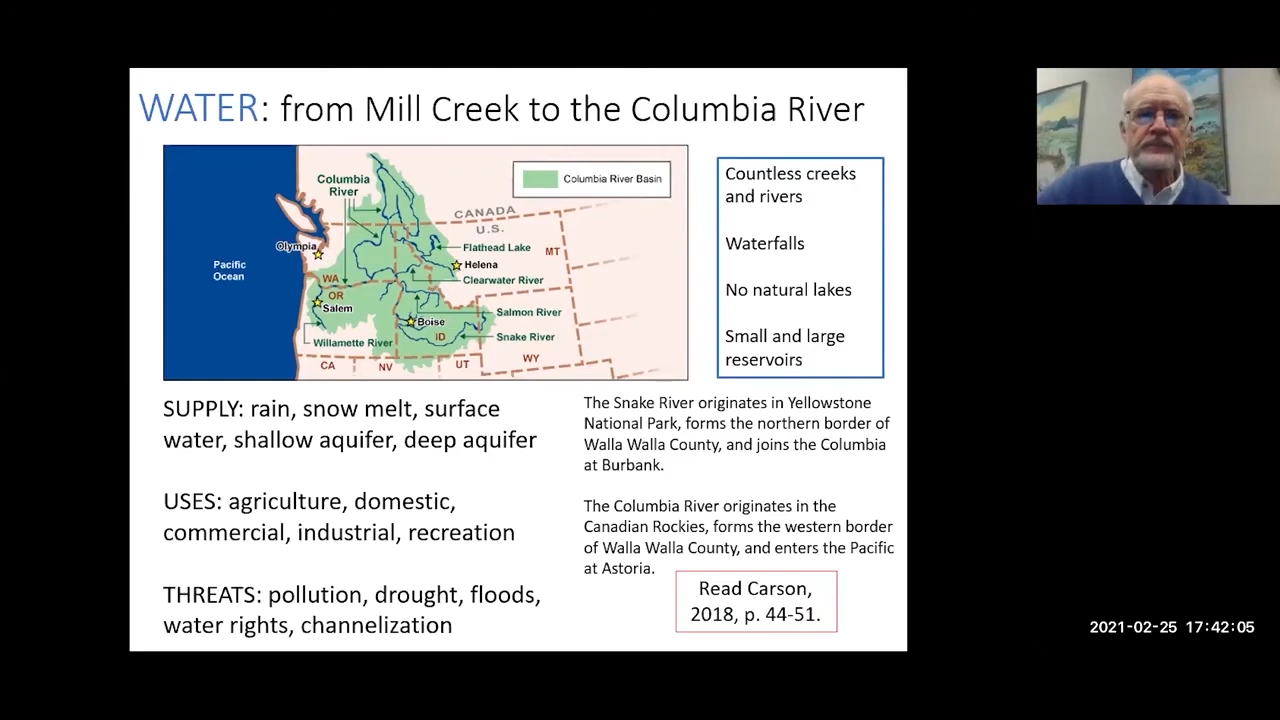 WATER: from Mill Creek to the Columbia River
Columbia
River
Columbia River Basin
CANADA
U.S.
Olympia
Flathead Lake
MT
Pacific
Ocean
Helena
WA
Clearwater River
OR
Salem
Salmon River
Boise
ID
Snake River
Willamette River
CA
NV
UT
WY
Countless creeks
and rivers
Waterfalls
No natural lakes
Small and large
reservoirs
SUPPLY: rain, snow melt, surface
water, shallow aquifer, deep aquifer
USES: agriculture, domestic,
commercial, industrial, recreation
THREATS: pollution, drought, floods,
water rights, channelization
The Snake River originates in Yellowstone
National Park, forms the northern border of
Walla Walla County, and joins the Columbia
at Burbank.
The Columbia River originates in the
Canadian Rockies, forms the western border
of Walla Walla County, and enters the Pacific
at Astoria.
Read Carson,
2018, p. 44-51.
2021-02-25 17:42:05